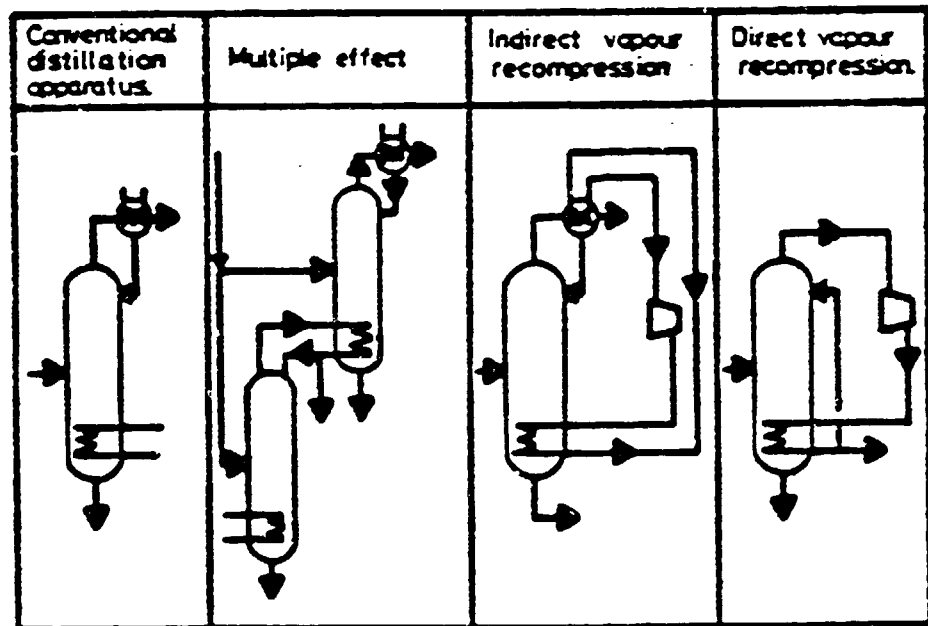 Conventional
distillation
apparatus.
Multiple effect
Indirect vapour
recompression
Direct vapour
recompression.